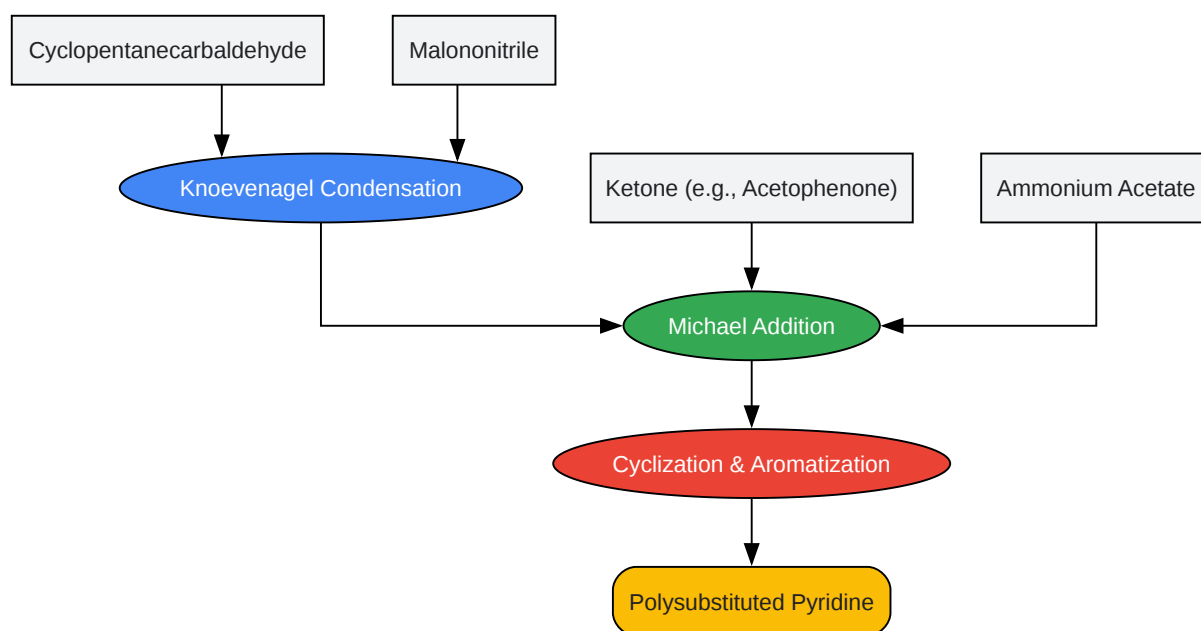 Cyclopentanecarbaldehyde
Malononitrile
Knoevenagel Condensation
Ketone (e.g., Acetophenone)
Ammonium Acetate
Michael Addition
Cyclization & Aromatization
Polysubstituted Pyridine